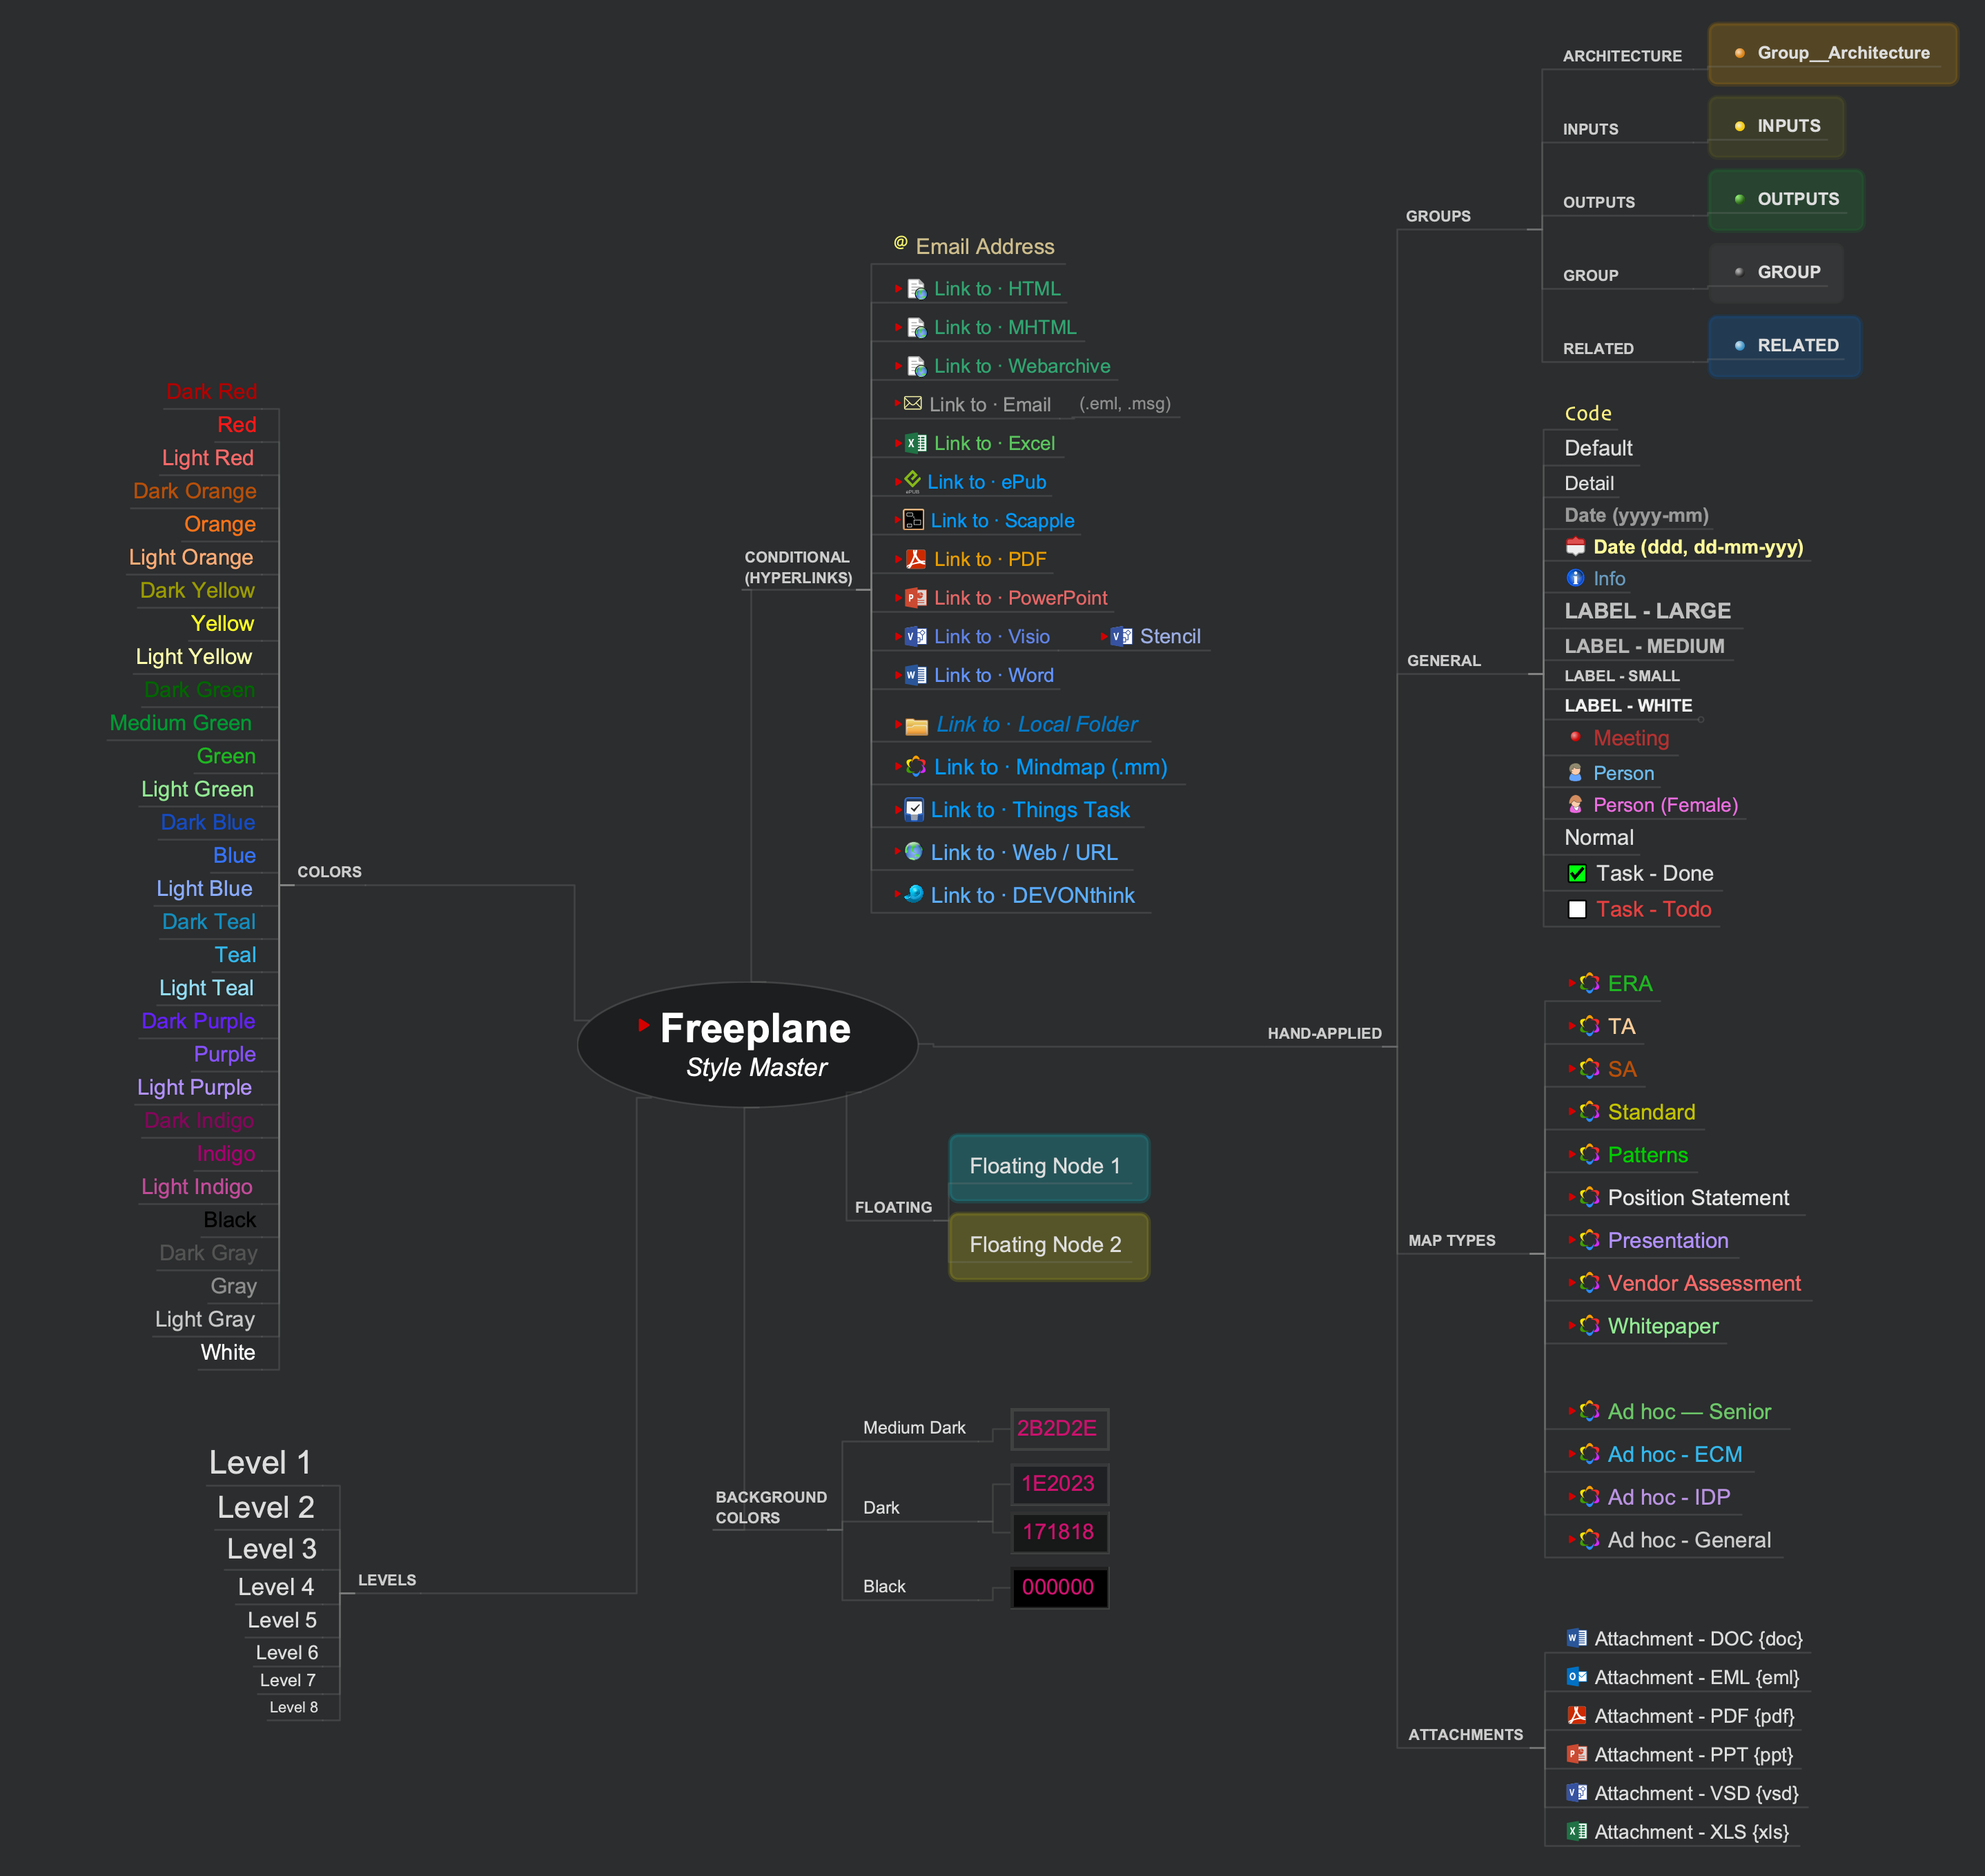 Freeplane
Style Master
COLORS
Dark Red
Red
Light Red
Dark Orange
Orange
Light Orange
Dark Yellow
Yellow
Light Yellow
Dark Green
Medium Green
Green
Light Green
Dark Blue
Blue
Light Blue
Dark Teal
Teal
Light Teal
Dark Purple
Purple
Light Purple
Dark Indigo
Indigo
Light Indigo
Black
Dark Gray
Gray
Light Gray
White
LEVELS
Level 1
Level 2
Level 3
Level 4
Level 5
Level 6
Level 7
Level 8
CONDITIONAL
(HYPERLINKS)
@ Email Address
Link to · HTML
Link to · MHTML
Link to · Webarchive
Link to · Email (.eml, .msg)
Link to · Excel
Link to · ePub
Link to · Scapple
Link to · PDF
Link to · PowerPoint
Link to · Visio Stencil
Link to · Word
Link to · Local Folder
Link to · Mindmap (.mm)
Link to · Things Task
Link to · Web / URL
Link to · DEVONthink
FLOATING
Floating Node 1
Floating Node 2
BACKGROUND
COLORS
Medium Dark
2B2D2E
Dark
1E2023
171818
Black
000000
HAND-APPLIED
GROUPS
ARCHITECTURE
Group__Architecture
INPUTS
INPUTS
OUTPUTS
OUTPUTS
GROUP
GROUP
RELATED
RELATED
GENERAL
Code
Default
Detail
Date (yyyy-mm)
Date (ddd, dd-mm-yyy)
Info
LABEL - LARGE
LABEL - MEDIUM
LABEL - SMALL
LABEL - WHITE
Meeting
Person
Person (Female)
Normal
Task - Done
Task - Todo
MAP TYPES
ERA
TA
SA
Standard
Patterns
Position Statement
Presentation
Vendor Assessment
Whitepaper
Ad hoc — Senior
Ad hoc - ECM
Ad hoc - IDP
Ad hoc - General
ATTACHMENTS
Attachment - DOC {doc}
Attachment - EML {eml}
Attachment - PDF {pdf}
Attachment - PPT {ppt}
Attachment - VSD {vsd}
Attachment - XLS {xls}